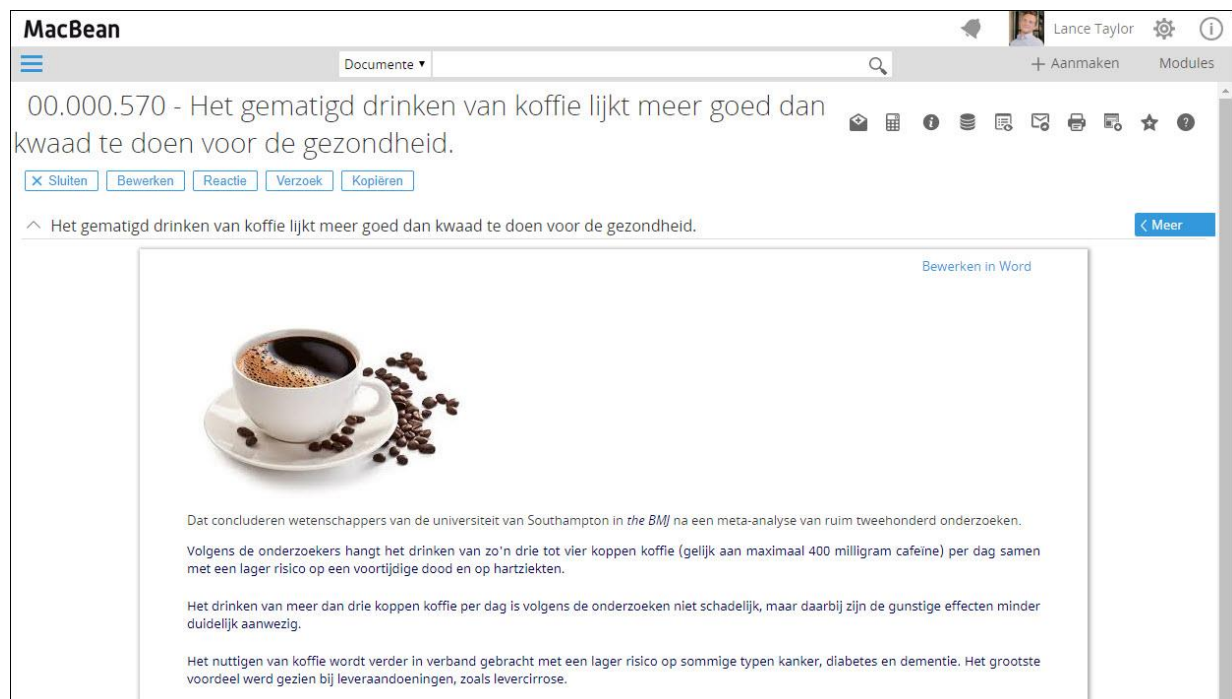 MacBean
Lance Taylor
Documente
+ Aanmaken
Modules
00.000.570 - Het gematigd drinken van koffie lijkt meer goed dan
kwaad te doen voor de gezondheid.
X Sluiten
Bewerken
Reactie
Verzoek
Kopiëren
Het gematigd drinken van koffie lijkt meer goed dan kwaad te doen voor de gezondheid.
< Meer
Bewerken in Word
Dat concluderen wetenschappers van de universiteit van Southampton in the BMJ na een meta-analyse van ruim tweehonderd onderzoeken.
Volgens de onderzoekers hangt het drinken van zo'n drie tot vier koppen koffie (gelijk aan maximaal 400 milligram cafeïne) per dag samen
met een lager risico op een voortijdige dood en op hartziekten.
Het drinken van meer dan drie koppen koffie per dag is volgens de onderzoeken niet schadelijk, maar daarbij zijn de gunstige effecten minder
duidelijk aanwezig.
Het nuttigen van koffie wordt verder in verband gebracht met een lager risico op sommige typen kanker, diabetes en dementie. Het grootste
voordeel werd gezien bij leveraandoeningen, zoals levercirrose.